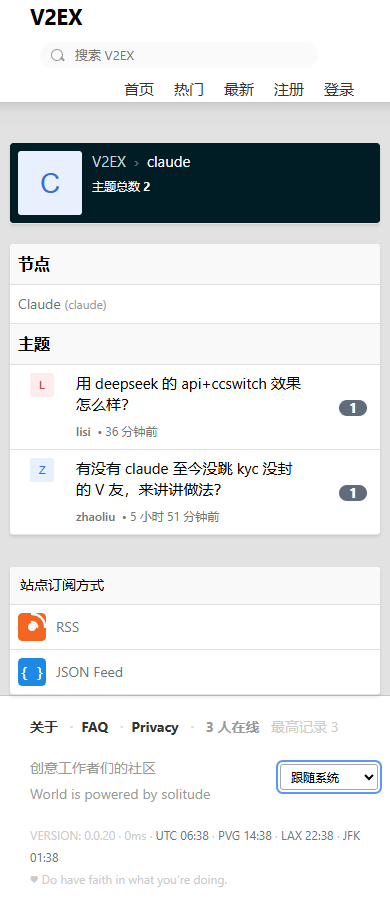 V2EX
搜索 V2EX
首页 热门 最新 注册 登录
C
V2EX › claude
主题总数 2
节点
Claude (claude)
主题
L
用 deepseek 的 api+ccswitch 效果
怎么样？
1
lisi • 36 分钟前
Z
有没有 claude 至今没跳 kyc 没封
的 V 友，来讲讲做法？
1
zhaoliu • 5 小时 51 分钟前
站点订阅方式
RSS
{ } JSON Feed
关于 · FAQ · Privacy · 3 人在线 最高记录 3
创意工作者们的社区
跟随系统
World is powered by solitude
VERSION: 0.0.20 · 0ms · UTC 06:38 · PVG 14:38 · LAX 22:38 · JFK
01:38
♥ Do have faith in what you're doing.